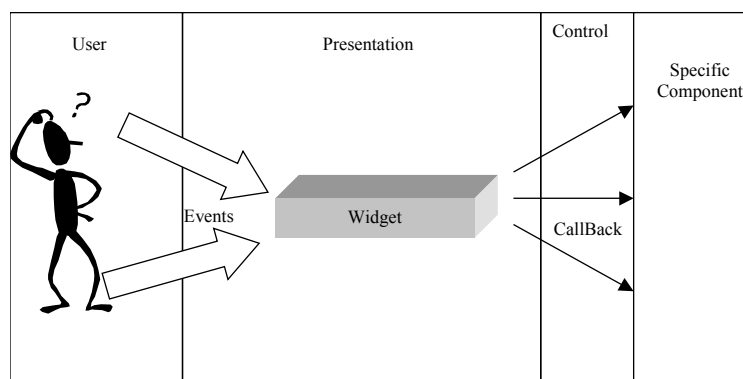 User
Presentation
Control
Specific
Component
?
Events
Widget
CallBack